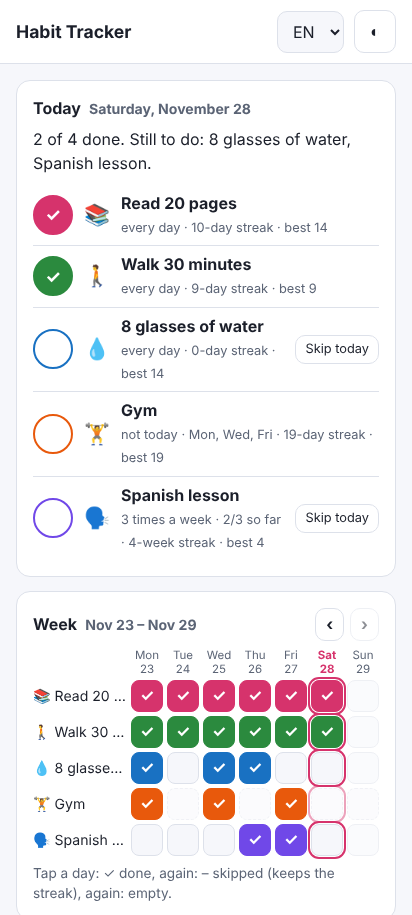 Habit Tracker
EN
Today Saturday, November 28
2 of 4 done. Still to do: 8 glasses of water,
Spanish lesson.
Read 20 pages
every day · 10-day streak · best 14
Walk 30 minutes
every day · 9-day streak · best 9
8 glasses of water
every day · 0-day streak ·
best 14
Skip today
Gym
not today · Mon, Wed, Fri · 19-day streak ·
best 19
Spanish lesson
3 times a week · 2/3 so far
· 4-week streak · best 4
Skip today
Week Nov 23 – Nov 29
‹ ›
Mon Tue Wed Thu Fri Sat Sun
23 24 25 26 27 28 29
Read 20 ...
Walk 30 ...
8 glasse...
Gym
Spanish ...
Tap a day: ✓ done, again: – skipped (keeps the
streak), again: empty.